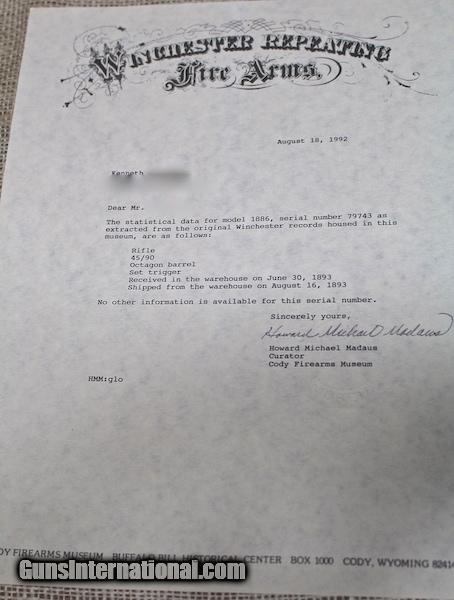 WINCHESTER REPEATING
Fire Arms.
August 18, 1992
Kenneth
Dear Mr.
The statistical data for model 1886, serial number 79743 as
extracted from the original Winchester records housed in this
museum, are as follows:
Rifle
45/90
Octagon barrel
Set trigger
Received in the warehouse on June 30, 1893
Shipped from the warehouse on August 16, 1893
No other information is available for this serial number.
Sincerely yours,
Howard Michael Madaus
Howard Michael Madaus
Curator
Cody Firearms Museum
HMM:glo
DY FIREARMS MUSEUM BUFFALO BILL HISTORICAL CENTER BOX 1000 CODY, WYOMING 82414
GunsInternational.com